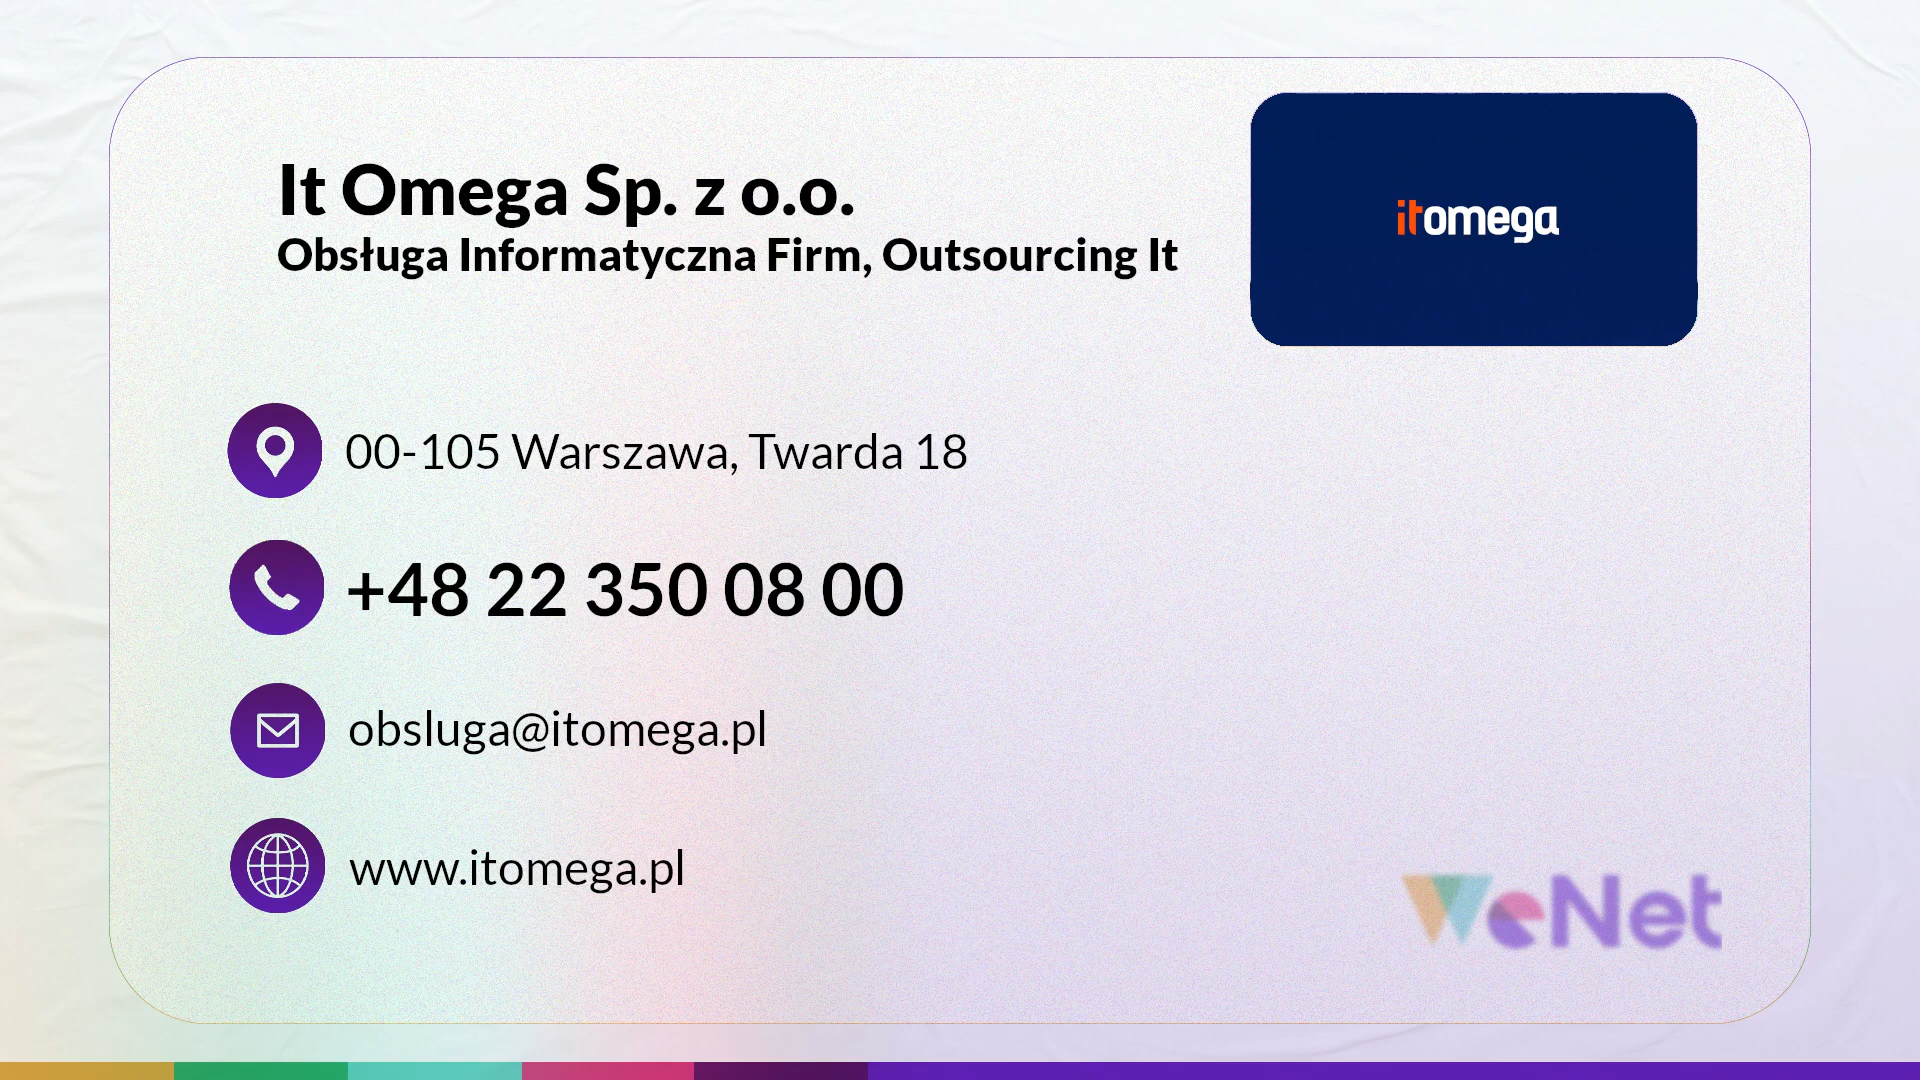 It Omega Sp. z o.o.
Obsługa Informatyczna Firm, Outsourcing It
itomega
00-105 Warszawa, Twarda 18
+48 22 350 08 00
obsluga@itomega.pl
www.itomega.pl
WeNet